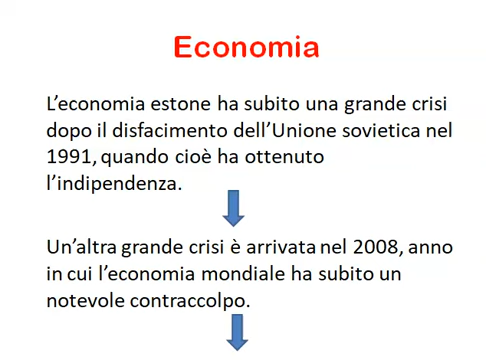 Economia
L’economia estone ha subito una grande crisi
dopo il disfacimento dell’Unione sovietica nel
1991, quando cioè ha ottenuto
l’indipendenza.
Un’altra grande crisi è arrivata nel 2008, anno
in cui l’economia mondiale ha subito un
notevole contraccolpo.